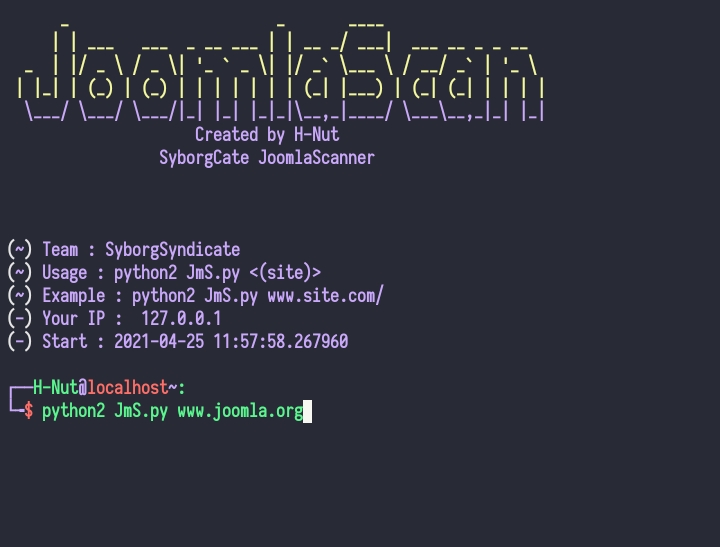 JoomlaScan
Created by H-Nut
SyborgCate JoomlaScanner
(~) Team : SyborgSyndicate
(~) Usage : python2 JmS.py <(site)>
(~) Example : python2 JmS.py www.site.com/
(-) Your IP :  127.0.0.1
(-) Start : 2021-04-25 11:57:58.267960
┌──H-Nut@localhost~:
└─$ python2 JmS.py www.joomla.org